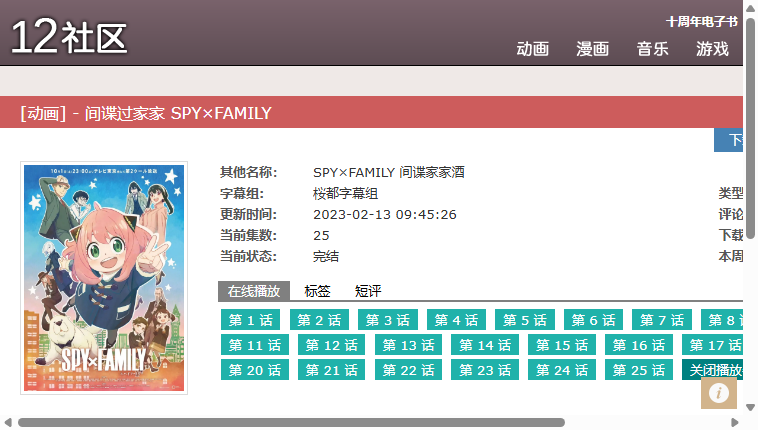 12社区
十周年电子书
动画 漫画 音乐 游戏
[动画] - 间谍过家家 SPY×FAMILY
其他名称: SPY×FAMILY 间谍家家酒
字幕组: 桜都字幕组 类型
更新时间: 2023-02-13 09:45:26 评论
当前集数: 25 下载
当前状态: 完结 本周
SPY×FAMILY
在线播放 标签 短评
第 1 话 第 2 话 第 3 话 第 4 话 第 5 话 第 6 话 第 7 话 第 8
第 11 话 第 12 话 第 13 话 第 14 话 第 15 话 第 16 话 第 17 话
第 20 话 第 21 话 第 22 话 第 23 话 第 24 话 第 25 话 关闭播放